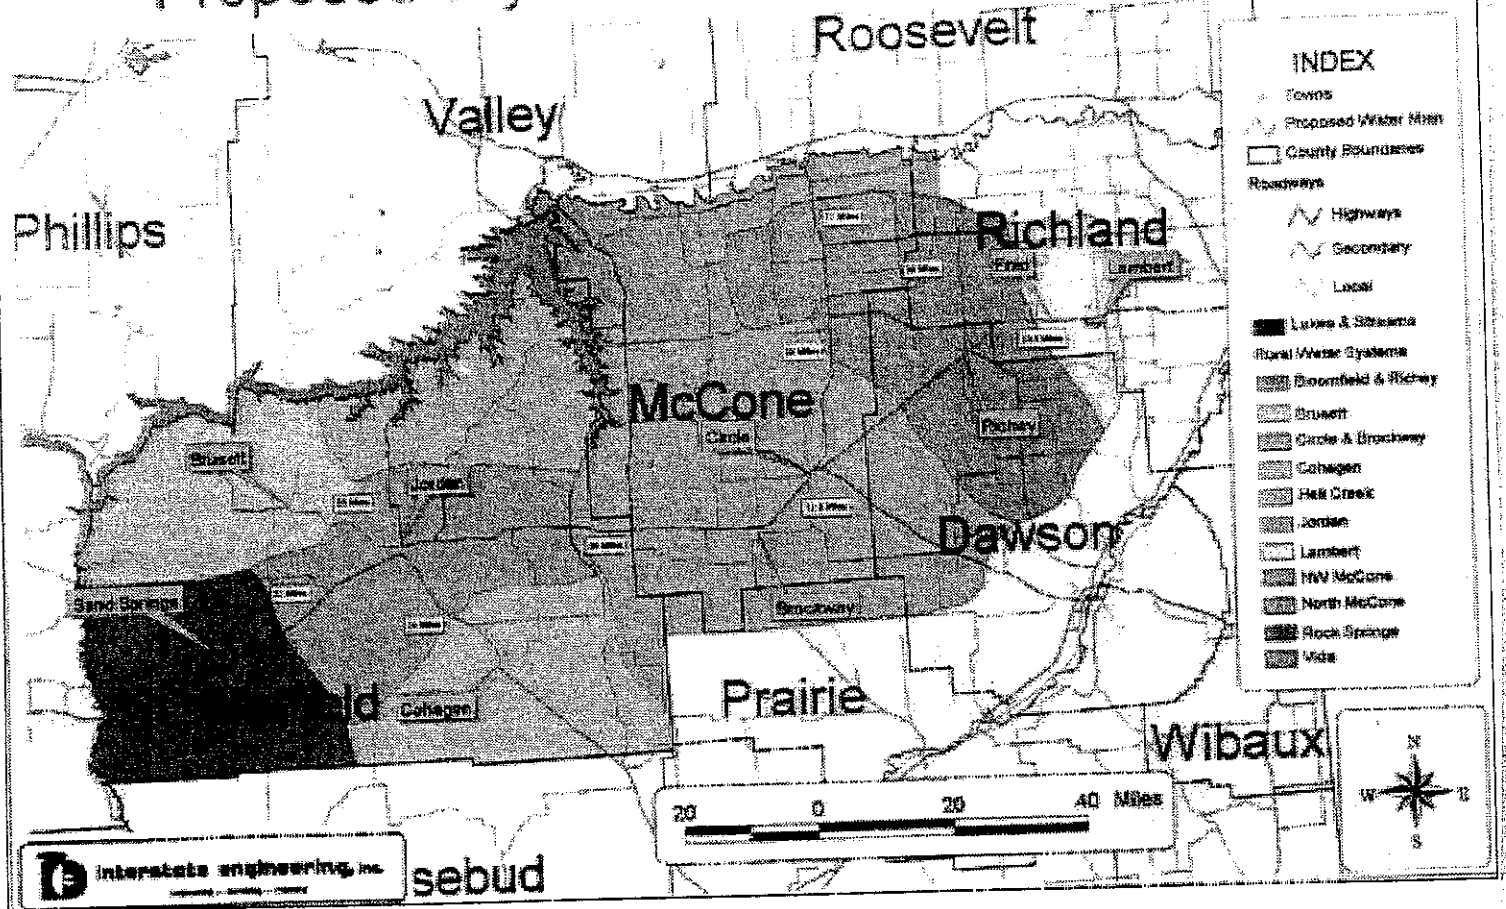 Roosevelt
Valley
Phillips
Richland
Lambert
McCone
Circle
Richey
Brusett
Jordan
Dawson
Sand Springs
Brockway
Cohagen
Prairie
Wibaux
sebud
INDEX
Towns
Proposed Water Main
County Boundaries
Roadways
Highways
Secondary
Local
Lakes & Streams
Rural Water Systems
Bloomfield & Richey
Brusett
Circle & Brockway
Cohagen
Hell Creek
Jordan
Lambert
NW McCone
North McCone
Rock Springs
Vida
20 0 20 40 Miles
N
W E
S
interstate engineering, inc.